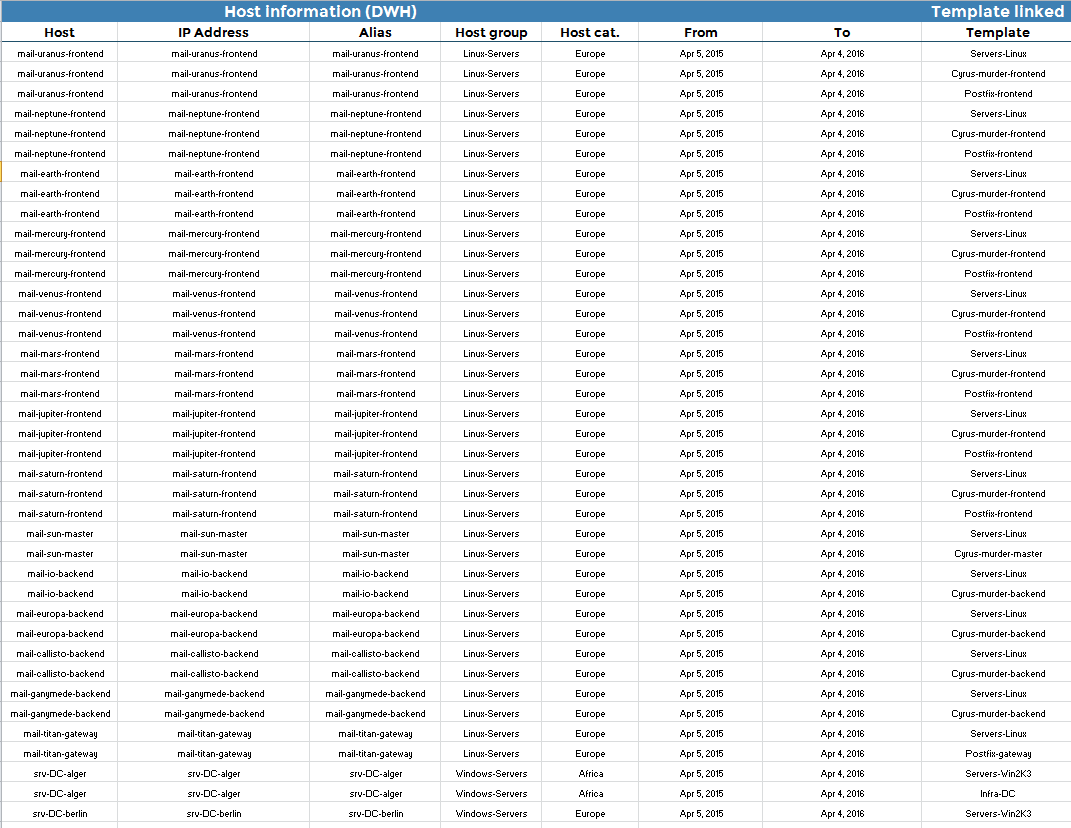 Host information (DWH) Template linked
Host IP Address Alias Host group Host cat. From To Template
mail-uranus-frontend mail-uranus-frontend mail-uranus-frontend Linux-Servers Europe Apr 5, 2015 Apr 4, 2016 Servers-Linux
mail-uranus-frontend mail-uranus-frontend mail-uranus-frontend Linux-Servers Europe Apr 5, 2015 Apr 4, 2016 Cyrus-murder-frontend
mail-uranus-frontend mail-uranus-frontend mail-uranus-frontend Linux-Servers Europe Apr 5, 2015 Apr 4, 2016 Postfix-frontend
mail-neptune-frontend mail-neptune-frontend mail-neptune-frontend Linux-Servers Europe Apr 5, 2015 Apr 4, 2016 Servers-Linux
mail-neptune-frontend mail-neptune-frontend mail-neptune-frontend Linux-Servers Europe Apr 5, 2015 Apr 4, 2016 Cyrus-murder-frontend
mail-neptune-frontend mail-neptune-frontend mail-neptune-frontend Linux-Servers Europe Apr 5, 2015 Apr 4, 2016 Postfix-frontend
mail-earth-frontend mail-earth-frontend mail-earth-frontend Linux-Servers Europe Apr 5, 2015 Apr 4, 2016 Servers-Linux
mail-earth-frontend mail-earth-frontend mail-earth-frontend Linux-Servers Europe Apr 5, 2015 Apr 4, 2016 Cyrus-murder-frontend
mail-earth-frontend mail-earth-frontend mail-earth-frontend Linux-Servers Europe Apr 5, 2015 Apr 4, 2016 Postfix-frontend
mail-mercury-frontend mail-mercury-frontend mail-mercury-frontend Linux-Servers Europe Apr 5, 2015 Apr 4, 2016 Servers-Linux
mail-mercury-frontend mail-mercury-frontend mail-mercury-frontend Linux-Servers Europe Apr 5, 2015 Apr 4, 2016 Cyrus-murder-frontend
mail-mercury-frontend mail-mercury-frontend mail-mercury-frontend Linux-Servers Europe Apr 5, 2015 Apr 4, 2016 Postfix-frontend
mail-venus-frontend mail-venus-frontend mail-venus-frontend Linux-Servers Europe Apr 5, 2015 Apr 4, 2016 Servers-Linux
mail-venus-frontend mail-venus-frontend mail-venus-frontend Linux-Servers Europe Apr 5, 2015 Apr 4, 2016 Cyrus-murder-frontend
mail-venus-frontend mail-venus-frontend mail-venus-frontend Linux-Servers Europe Apr 5, 2015 Apr 4, 2016 Postfix-frontend
mail-mars-frontend mail-mars-frontend mail-mars-frontend Linux-Servers Europe Apr 5, 2015 Apr 4, 2016 Servers-Linux
mail-mars-frontend mail-mars-frontend mail-mars-frontend Linux-Servers Europe Apr 5, 2015 Apr 4, 2016 Cyrus-murder-frontend
mail-mars-frontend mail-mars-frontend mail-mars-frontend Linux-Servers Europe Apr 5, 2015 Apr 4, 2016 Postfix-frontend
mail-jupiter-frontend mail-jupiter-frontend mail-jupiter-frontend Linux-Servers Europe Apr 5, 2015 Apr 4, 2016 Servers-Linux
mail-jupiter-frontend mail-jupiter-frontend mail-jupiter-frontend Linux-Servers Europe Apr 5, 2015 Apr 4, 2016 Cyrus-murder-frontend
mail-jupiter-frontend mail-jupiter-frontend mail-jupiter-frontend Linux-Servers Europe Apr 5, 2015 Apr 4, 2016 Postfix-frontend
mail-saturn-frontend mail-saturn-frontend mail-saturn-frontend Linux-Servers Europe Apr 5, 2015 Apr 4, 2016 Servers-Linux
mail-saturn-frontend mail-saturn-frontend mail-saturn-frontend Linux-Servers Europe Apr 5, 2015 Apr 4, 2016 Cyrus-murder-frontend
mail-saturn-frontend mail-saturn-frontend mail-saturn-frontend Linux-Servers Europe Apr 5, 2015 Apr 4, 2016 Postfix-frontend
mail-sun-master mail-sun-master mail-sun-master Linux-Servers Europe Apr 5, 2015 Apr 4, 2016 Servers-Linux
mail-sun-master mail-sun-master mail-sun-master Linux-Servers Europe Apr 5, 2015 Apr 4, 2016 Cyrus-murder-master
mail-io-backend mail-io-backend mail-io-backend Linux-Servers Europe Apr 5, 2015 Apr 4, 2016 Servers-Linux
mail-io-backend mail-io-backend mail-io-backend Linux-Servers Europe Apr 5, 2015 Apr 4, 2016 Cyrus-murder-backend
mail-europa-backend mail-europa-backend mail-europa-backend Linux-Servers Europe Apr 5, 2015 Apr 4, 2016 Servers-Linux
mail-europa-backend mail-europa-backend mail-europa-backend Linux-Servers Europe Apr 5, 2015 Apr 4, 2016 Cyrus-murder-backend
mail-callisto-backend mail-callisto-backend mail-callisto-backend Linux-Servers Europe Apr 5, 2015 Apr 4, 2016 Servers-Linux
mail-callisto-backend mail-callisto-backend mail-callisto-backend Linux-Servers Europe Apr 5, 2015 Apr 4, 2016 Cyrus-murder-backend
mail-ganymede-backend mail-ganymede-backend mail-ganymede-backend Linux-Servers Europe Apr 5, 2015 Apr 4, 2016 Servers-Linux
mail-ganymede-backend mail-ganymede-backend mail-ganymede-backend Linux-Servers Europe Apr 5, 2015 Apr 4, 2016 Cyrus-murder-backend
mail-titan-gateway mail-titan-gateway mail-titan-gateway Linux-Servers Europe Apr 5, 2015 Apr 4, 2016 Servers-Linux
mail-titan-gateway mail-titan-gateway mail-titan-gateway Linux-Servers Europe Apr 5, 2015 Apr 4, 2016 Postfix-gateway
srv-DC-alger srv-DC-alger srv-DC-alger Windows-Servers Africa Apr 5, 2015 Apr 4, 2016 Servers-Win2K3
srv-DC-alger srv-DC-alger srv-DC-alger Windows-Servers Africa Apr 5, 2015 Apr 4, 2016 Infra-DC
srv-DC-berlin srv-DC-berlin srv-DC-berlin Windows-Servers Europe Apr 5, 2015 Apr 4, 2016 Servers-Win2K3